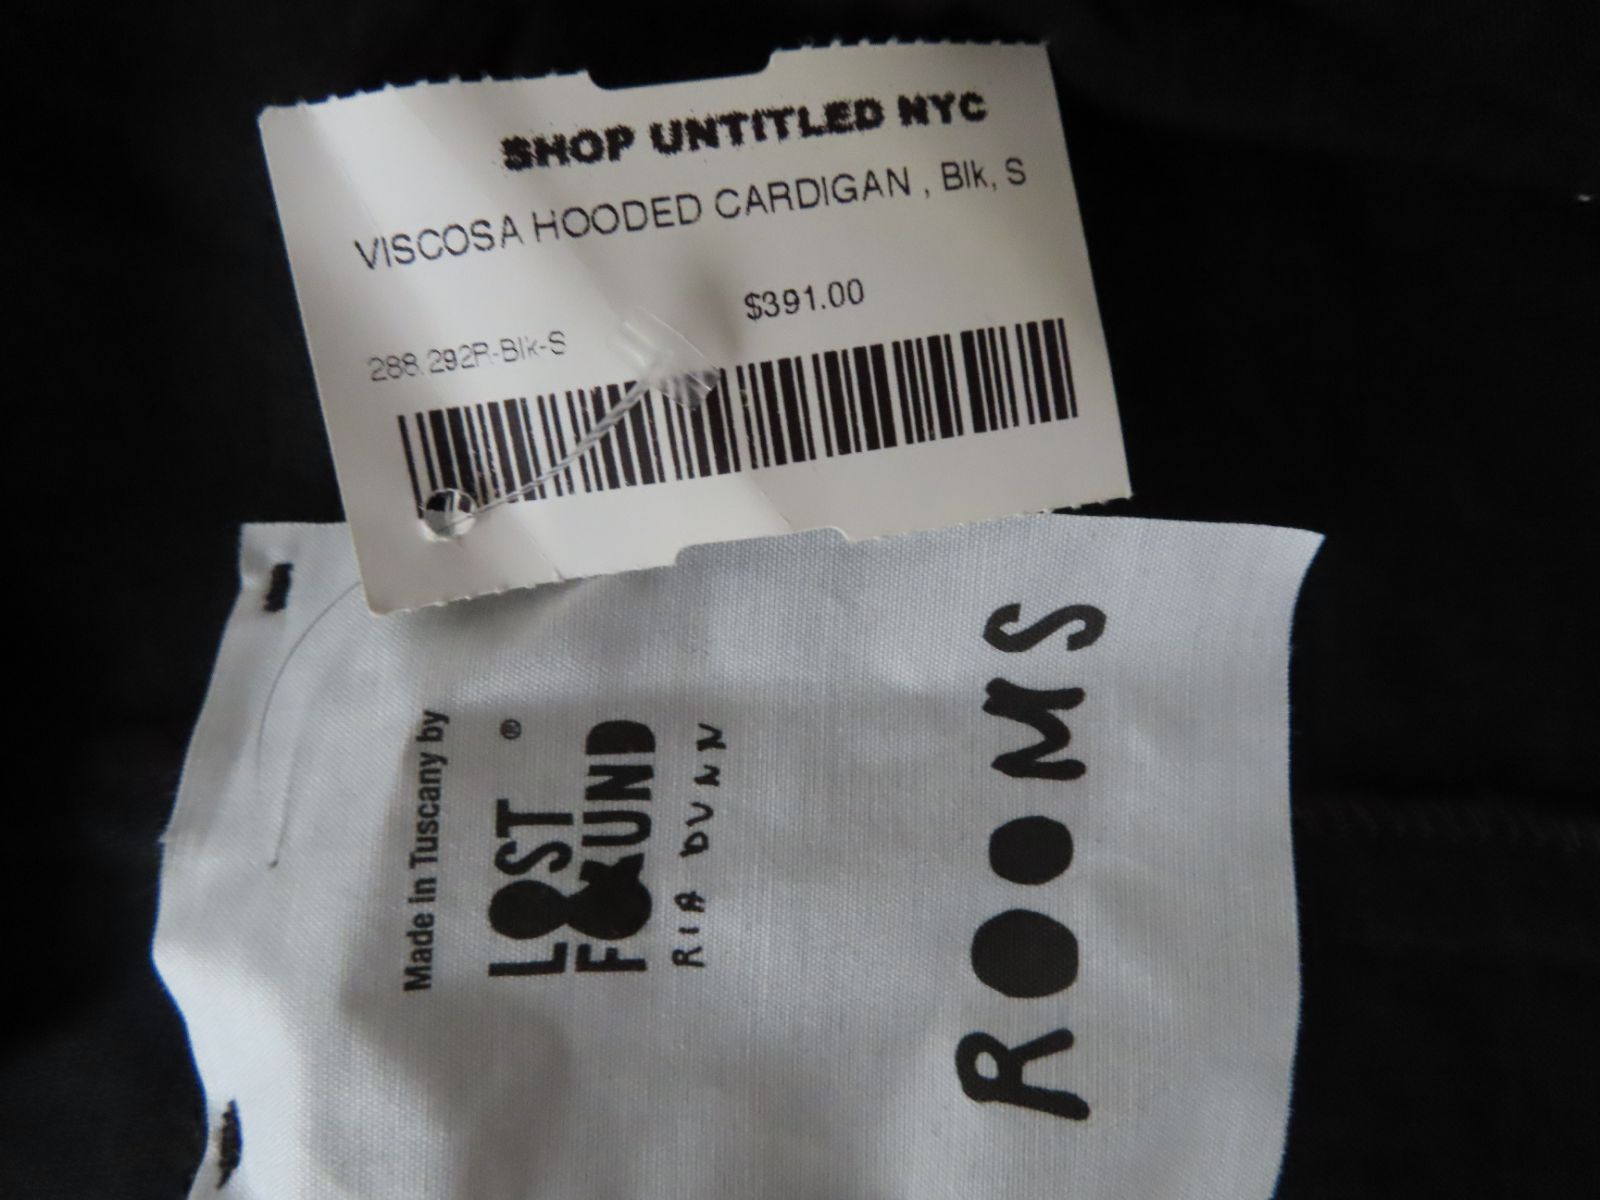 SHOP UNTITLED NYC
VISCOSA HOODED CARDIGAN , Blk, S
$391.00
288.292R-Blk-S
Made in Tuscany by
LOST ®
FOUND
RIA DUNN
ROOMS